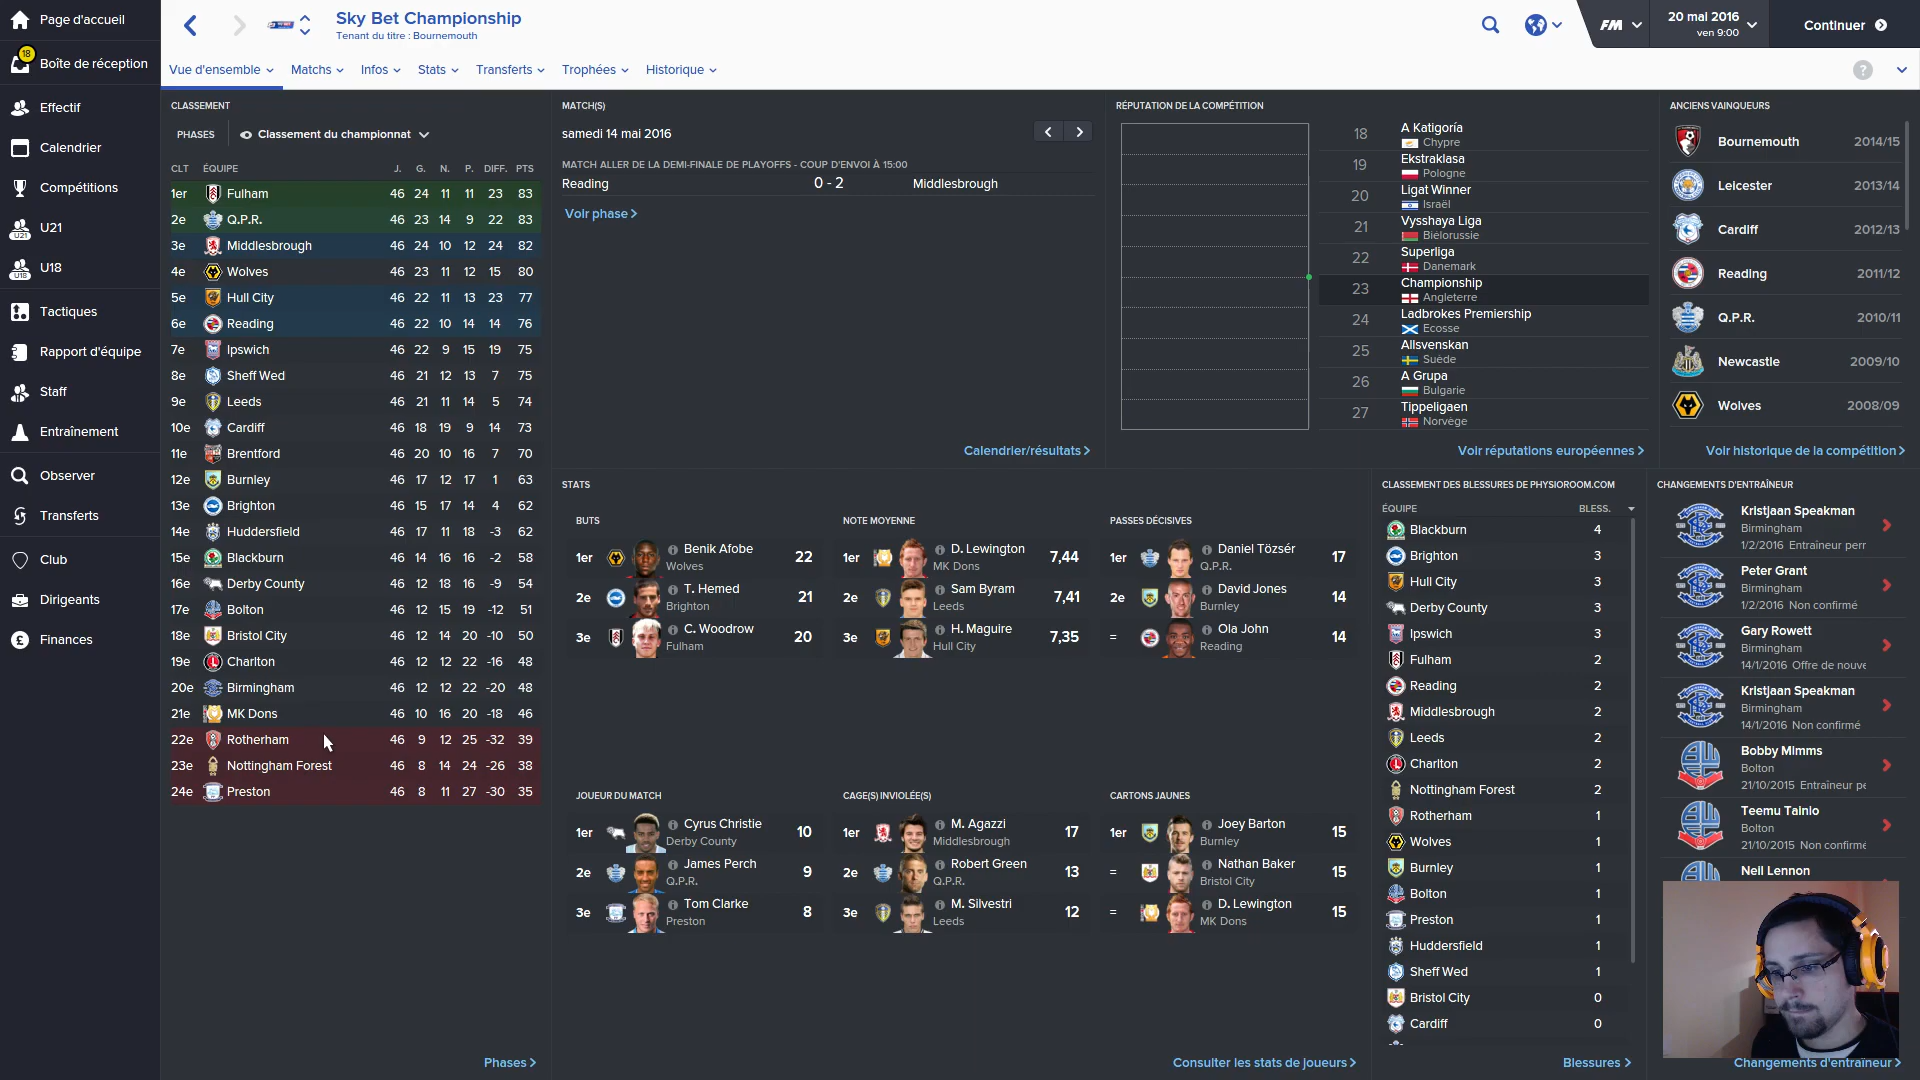 Page d'accueil
18
Boîte de réception
Effectif
Calendrier
Compétitions
U21
U21
U18
U18
Tactiques
Rapport d'équipe
Staff
Entraînement
Observer
Transferts
Club
Dirigeants
Finances
Sky Bet Championship
Tenant du titre : Bournemouth
FM
20 mai 2016
ven 9:00
Continuer
Vue d'ensemble
Matchs
Infos
Stats
Transferts
Trophées
Historique
?
CLASSEMENT
PHASES
Classement du championnat
CLT ÉQUIPE J. G. N. P. DIFF. PTS
1er Fulham 46 24 11 11 23 83
2e Q.P.R. 46 23 14 9 22 83
3e Middlesbrough 46 24 10 12 24 82
4e Wolves 46 23 11 12 15 80
5e Hull City 46 22 11 13 23 77
6e Reading 46 22 10 14 14 76
7e Ipswich 46 22 9 15 19 75
8e Sheff Wed 46 21 12 13 7 75
9e Leeds 46 21 11 14 5 74
10e Cardiff 46 18 19 9 14 73
11e Brentford 46 20 10 16 7 70
12e Burnley 46 17 12 17 1 63
13e Brighton 46 15 17 14 4 62
14e Huddersfield 46 17 11 18 -3 62
15e Blackburn 46 14 16 16 -2 58
16e Derby County 46 12 18 16 -9 54
17e Bolton 46 12 15 19 -12 51
18e Bristol City 46 12 14 20 -10 50
19e Charlton 46 12 12 22 -16 48
20e Birmingham 46 12 12 22 -20 48
21e MK Dons 46 10 16 20 -18 46
22e Rotherham 46 9 12 25 -32 39
23e Nottingham Forest 46 8 14 24 -26 38
24e Preston 46 8 11 27 -30 35
Phases
MATCH(S)
samedi 14 mai 2016
MATCH ALLER DE LA DEMI-FINALE DE PLAYOFFS - COUP D'ENVOI À 15:00
Reading 0 - 2 Middlesbrough
Voir phase
Calendrier/résultats
RÉPUTATION DE LA COMPÉTITION
18 A Katigoría
Chypre
19 Ekstraklasa
Pologne
20 Ligat Winner
Israël
21 Vysshaya Liga
Biélorussie
22 Superliga
Danemark
23 Championship
Angleterre
24 Ladbrokes Premiership
Ecosse
25 Allsvenskan
Suède
26 A Grupa
Bulgarie
27 Tippeligaen
Norvège
Voir réputations européennes
ANCIENS VAINQUEURS
Bournemouth 2014/15
Leicester 2013/14
Cardiff 2012/13
Reading 2011/12
Q.P.R. 2010/11
Newcastle 2009/10
Wolves 2008/09
Voir historique de la compétition
STATS
BUTS
1er Benik Afobe 22
Wolves
2e T. Hemed 21
Brighton
3e C. Woodrow 20
Fulham
NOTE MOYENNE
1er D. Lewington 7,44
MK Dons
2e Sam Byram 7,41
Leeds
3e H. Maguire 7,35
Hull City
PASSES DÉCISIVES
1er Daniel Tözsér 17
Q.P.R.
2e David Jones 14
Burnley
= Ola John 14
Reading
JOUEUR DU MATCH
1er Cyrus Christie 10
Derby County
2e James Perch 9
Q.P.R.
3e Tom Clarke 8
Preston
CAGE(S) INVIOLÉE(S)
1er M. Agazzi 17
Middlesbrough
2e Robert Green 13
Q.P.R.
3e M. Silvestri 12
Leeds
CARTONS JAUNES
1er Joey Barton 15
Burnley
= Nathan Baker 15
Bristol City
= D. Lewington 15
MK Dons
Consulter les stats de joueurs
CLASSEMENT DES BLESSURES DE PHYSIOROOM.COM
ÉQUIPE BLESS.
Blackburn 4
Brighton 3
Hull City 3
Derby County 3
Ipswich 3
Fulham 2
Reading 2
Middlesbrough 2
Leeds 2
Charlton 2
Nottingham Forest 2
Rotherham 1
Wolves 1
Burnley 1
Bolton 1
Preston 1
Huddersfield 1
Sheff Wed 1
Bristol City 0
Cardiff 0
Blessures
CHANGEMENTS D'ENTRAÎNEUR
Kristjaan Speakman
Birmingham
1/2/2016 Entraîneur perr
Peter Grant
Birmingham
1/2/2016 Non confirmé
Gary Rowett
Birmingham
14/1/2016 Offre de nouve
Kristjaan Speakman
Birmingham
14/1/2016 Non confirmé
Bobby Mimms
Bolton
21/10/2015 Entraîneur pe
Teemu Tainio
Bolton
21/10/2015 Non confirmé
Neil Lennon
Changements d'entraîneur